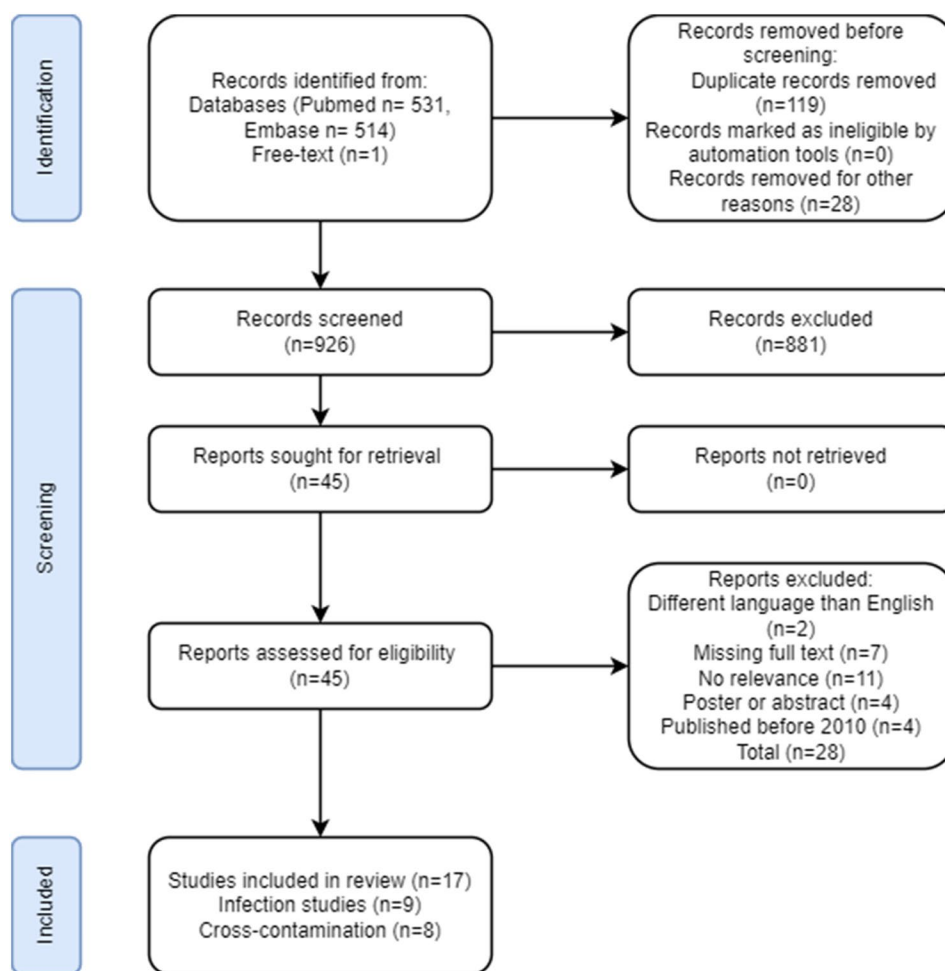 Identification
Records identified from:
Databases (Pubmed n= 531,
Embase n= 514)
Free-text (n=1)
Records removed before
screening:
Duplicate records removed
(n=119)
Records marked as ineligible by
automation tools (n=0)
Records removed for other
reasons (n=28)
Screening
Records screened
(n=926)
Records excluded
(n=881)
Reports sought for retrieval
(n=45)
Reports not retrieved
(n=0)
Reports assessed for eligibility
(n=45)
Reports excluded:
Different language than English
(n=2)
Missing full text (n=7)
No relevance (n=11)
Poster or abstract (n=4)
Published before 2010 (n=4)
Total (n=28)
Included
Studies included in review (n=17)
Infection studies (n=9)
Cross-contamination (n=8)